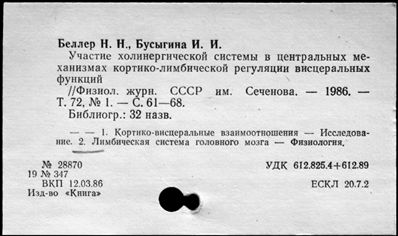 Беллер Н. Н., Бусыгина И. И.
Участие холинергической системы в центральных ме-
ханизмах кортико-лимбической регуляции висцеральных
функций
//Физиол. журн. СССР им. Сеченова. — 1986. —
Т. 72, № 1. — С. 61—68.
Библиогр.: 32 назв.
— — 1. Кортико-висцеральные взаимоотношения — Исследова-
ние. 2. Лимбическая система головного мозга — Физиология.
№ 28870
19 № 347
ВКП 12.03.86
Изд-во «Книга»
УДК 612.825.4+612.89
ЕСКЛ 20.7.2